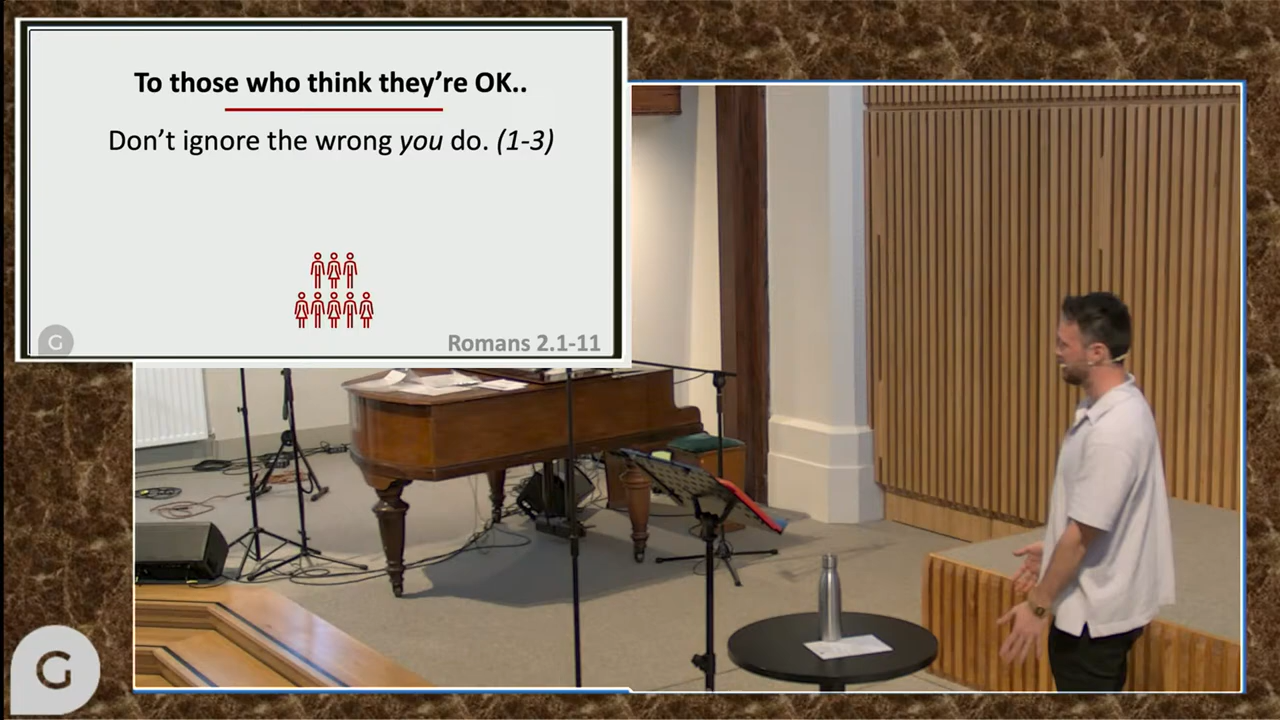 To those who think they're OK..
Don't ignore the wrong you do. (1-3)
G
Romans 2.1-11
G